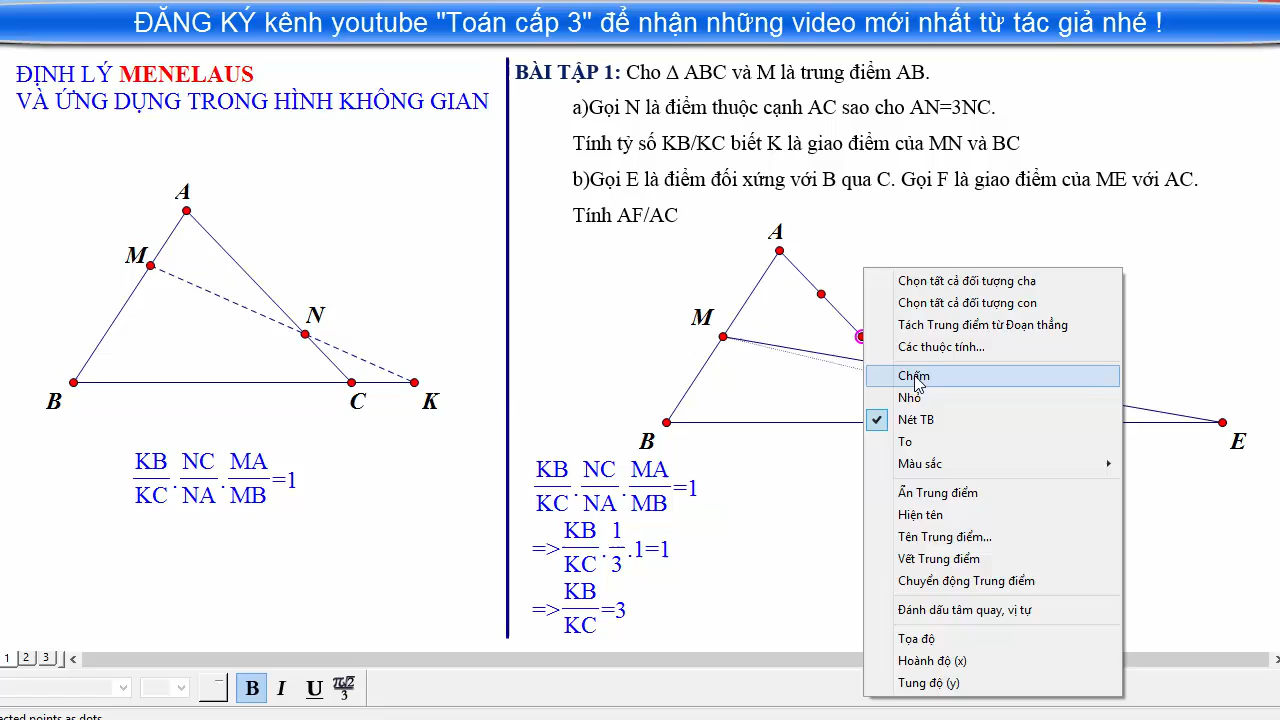 ĐĂNG KÝ kênh youtube "Toán cấp 3" để nhận những video mới nhất từ tác giả nhé !
ĐỊNH LÝ MENELAUS
VÀ ỨNG DỤNG TRONG HÌNH KHÔNG GIAN
A
M
N
B
C
K
KB/KC . NC/NA . MA/MB =1
BÀI TẬP 1: Cho Δ ABC và M là trung điểm AB.
a)Gọi N là điểm thuộc cạnh AC sao cho AN=3NC.
Tính tỷ số KB/KC biết K là giao điểm của MN và BC
b)Gọi E là điểm đối xứng với B qua C. Gọi F là giao điểm của ME với AC.
Tính AF/AC
A
M
B
E
KB/KC . NC/NA . MA/MB =1
=> KB/KC . 1/3 .1=1
=> KB/KC =3
Chọn tất cả đối tượng cha
Chọn tất cả đối tượng con
Tách Trung điểm từ Đoạn thẳng
Các thuộc tính...
Chấm
Nhỏ
Nét TB
To
Màu sắc
Ẩn Trung điểm
Hiện tên
Tên Trung điểm...
Vết Trung điểm
Chuyển động Trung điểm
Đánh dấu tâm quay, vị tự
Tọa độ
Hoành độ (x)
Tung độ (y)
1 2 3
B I U
ected points as dots